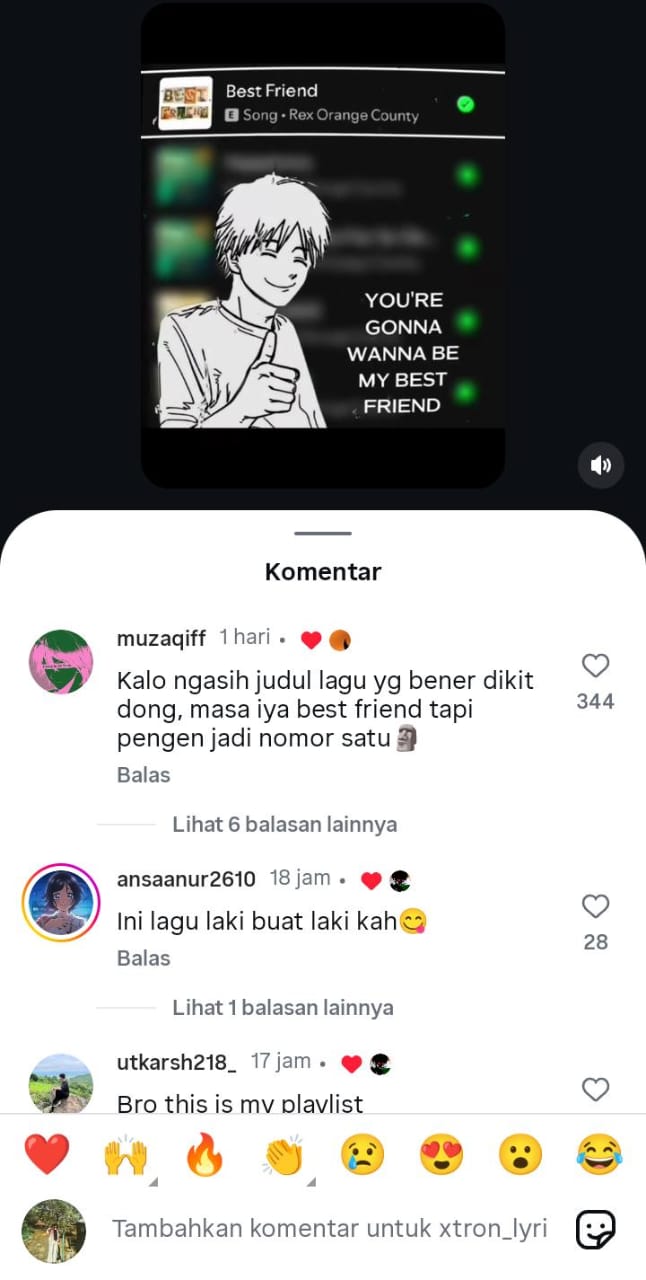 BEST
Best Friend
E Song • Rex Orange County
YOU'RE
GONNA
WANNA BE
MY BEST
FRIEND
Komentar
muzaqiff 1 hari •
Kalo ngasih judul lagu yg bener dikit
dong, masa iya best friend tapi
pengen jadi nomor satu🗿
344
Balas
Lihat 6 balasan lainnya
ansaanur2610 18 jam •
Ini lagu laki buat laki kah😋
28
Balas
Lihat 1 balasan lainnya
utkarsh218_ 17 jam •
Bro this is my playlist
Tambahkan komentar untuk xtron_lyri